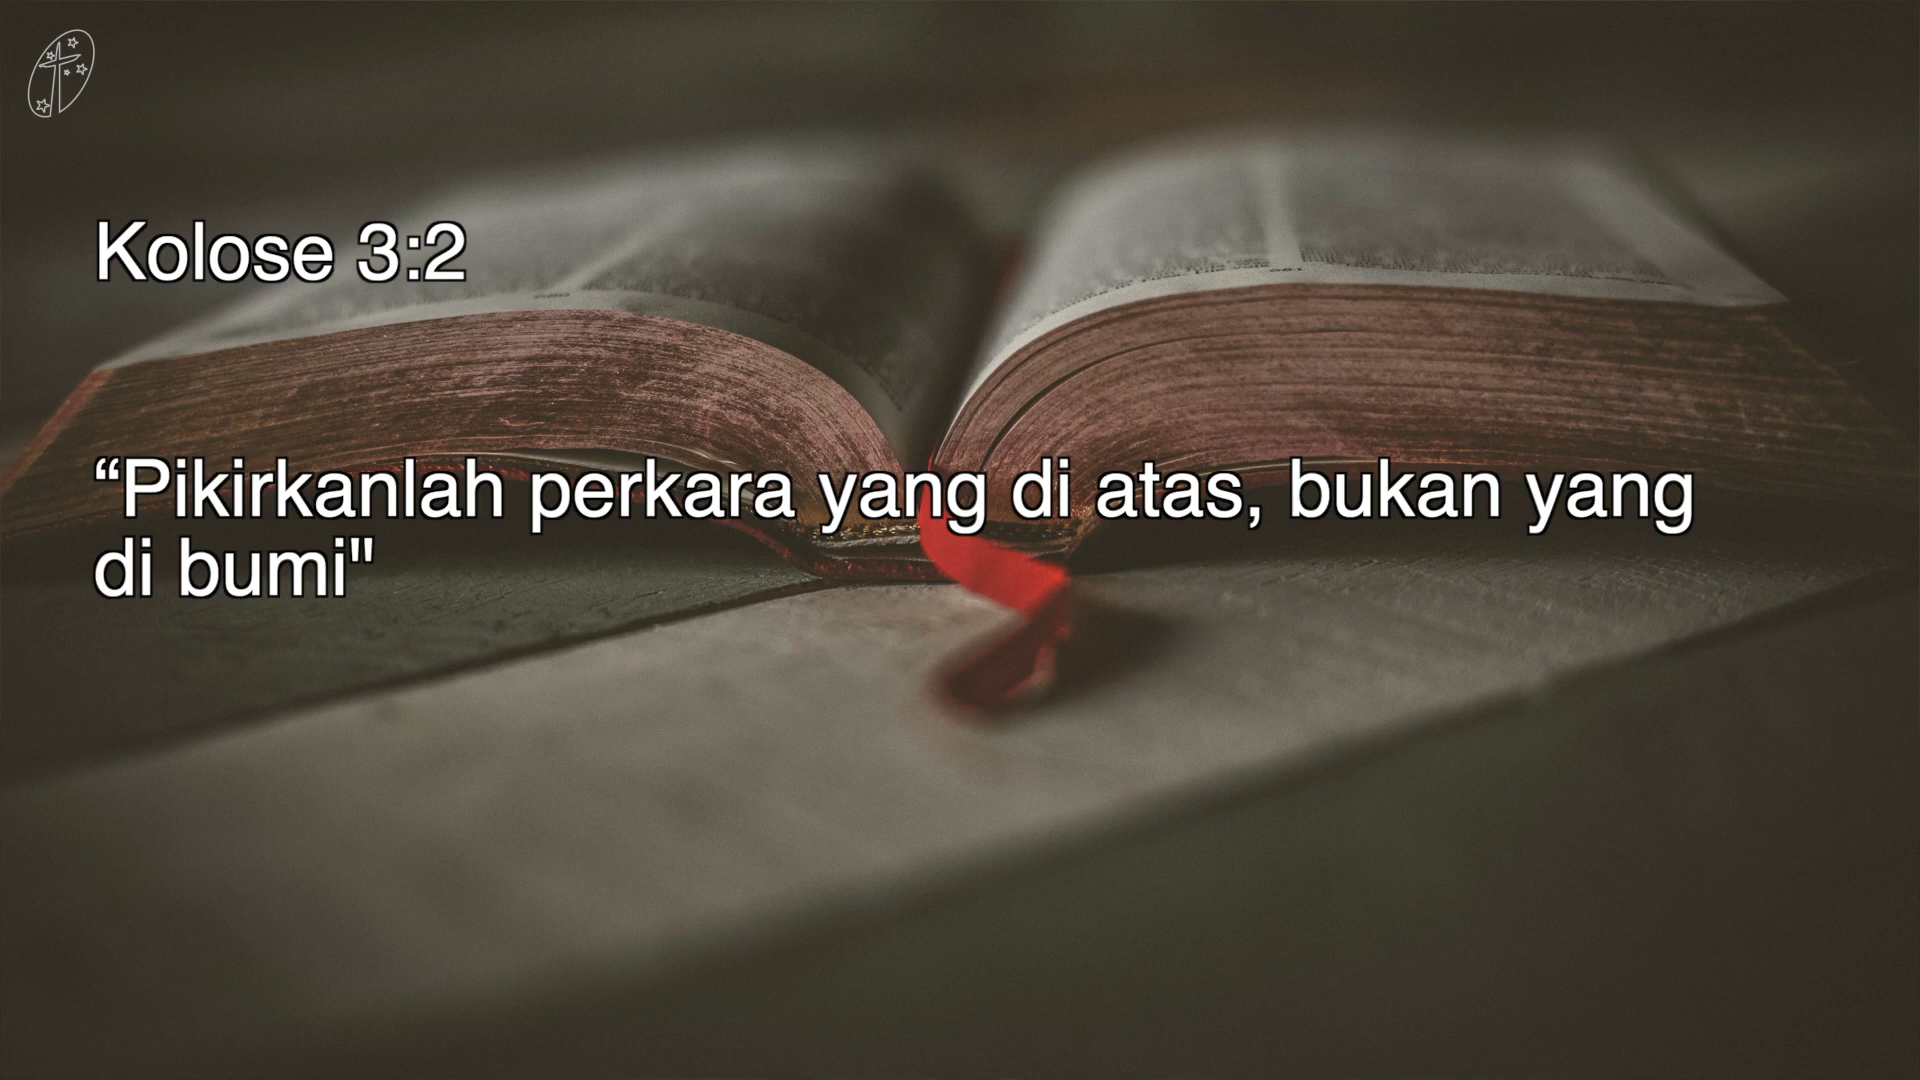 Kolose 3:2
“Pikirkanlah perkara yang di atas, bukan yang
di bumi"